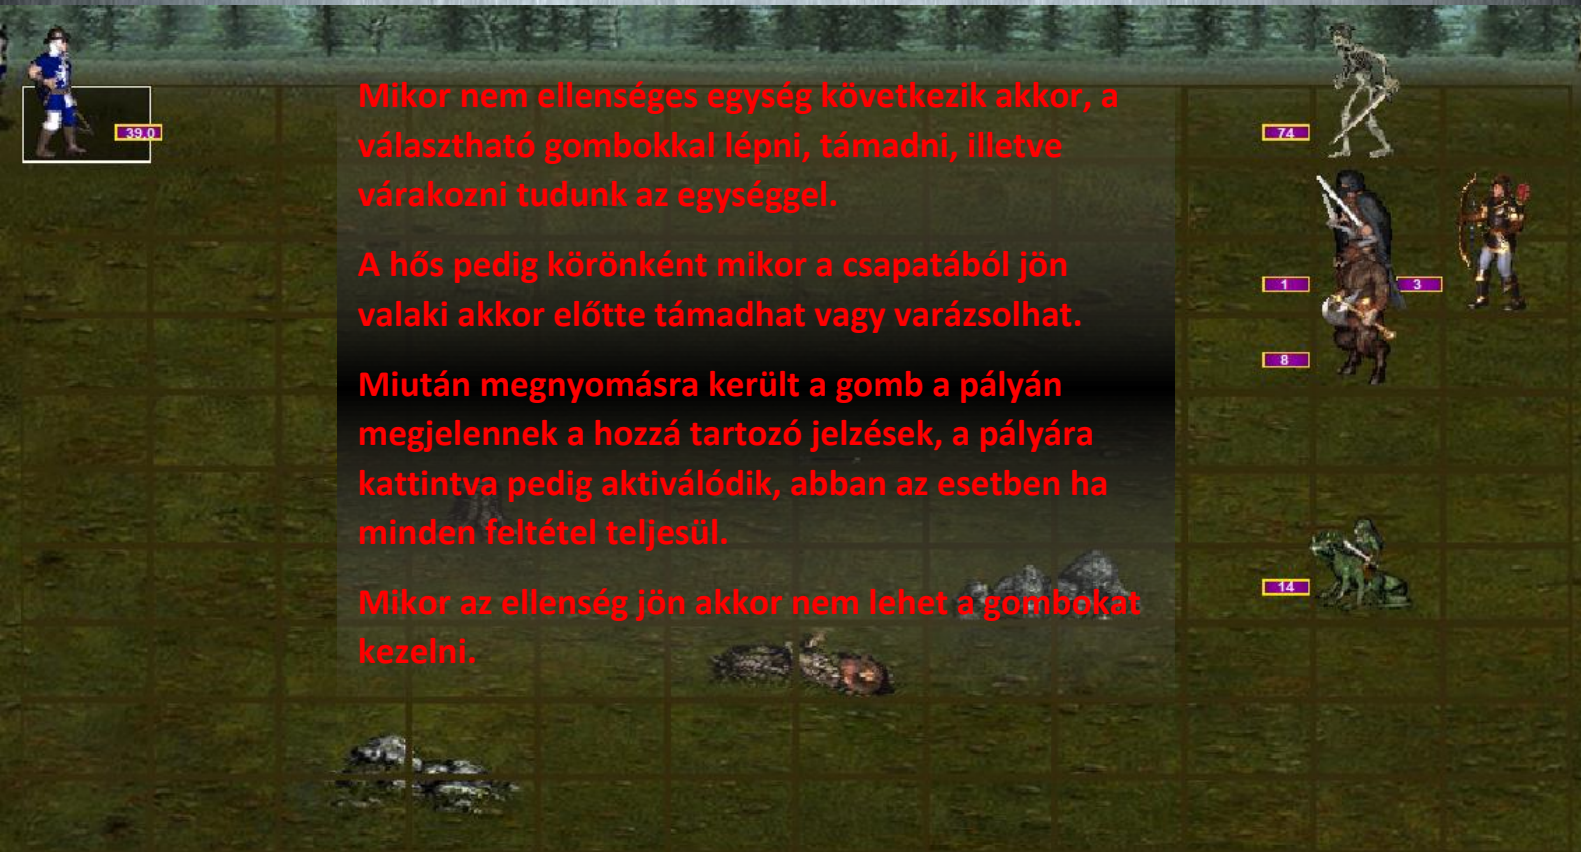 Mikor nem ellenséges egység következik akkor, a
választható gombokkal lépni, támadni, illetve
várakozni tudunk az egységgel.
A hős pedig körönként mikor a csapatából jön
valaki akkor előtte támadhat vagy varázsolhat.
Miután megnyomásra került a gomb a pályán
megjelennek a hozzá tartozó jelzések, a pályára
kattintva pedig aktiválódik, abban az esetben ha
minden feltétel teljesül.
Mikor az ellenség jön akkor nem lehet a gombokat
kezelni.
39.0
74
1
3
8
14